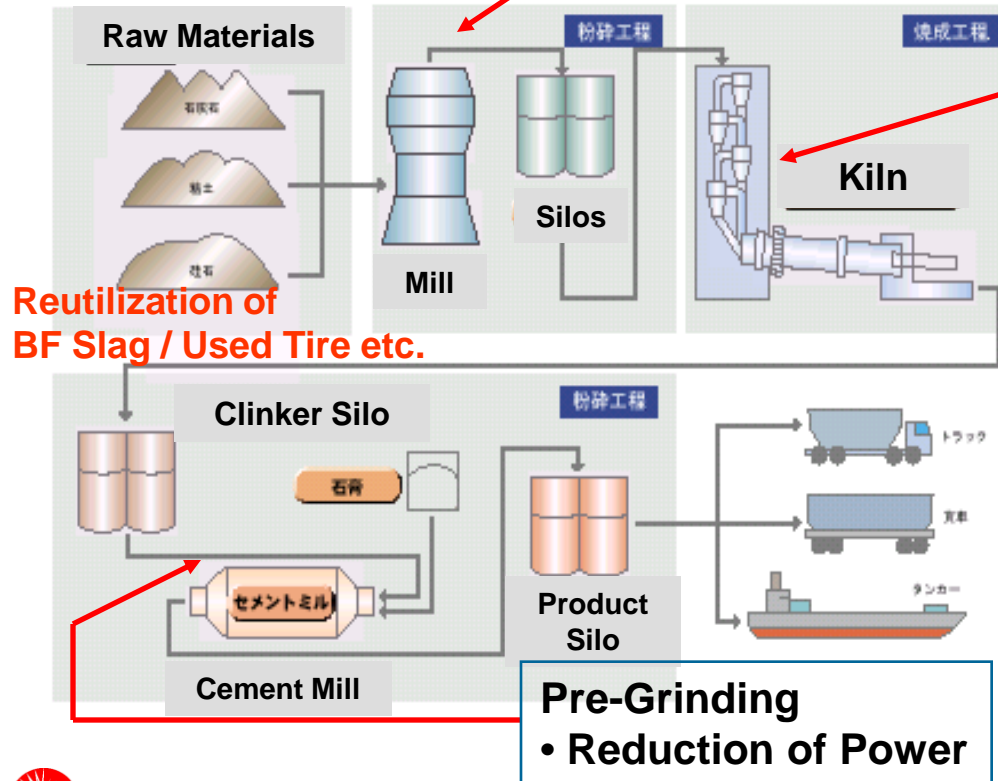 Raw Materials
粉砕工程
焼成工程
石灰石
粘土
硅石
Mill
Silos
Kiln
Reutilization of
BF Slag / Used Tire etc.
Clinker Silo
粉砕工程
石膏
セメントミル
Cement Mill
Product
Silo
トラック
貨車
タンカー
Pre-Grinding
• Reduction of Power